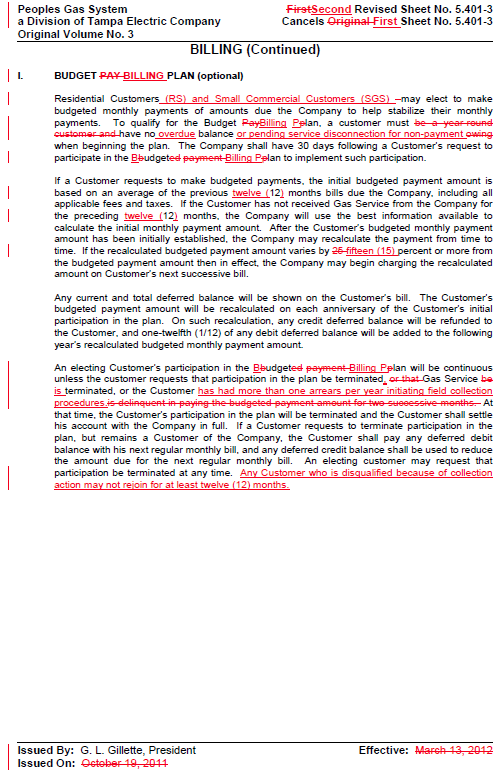 Peoples Gas System FirstSecond Revised Sheet No. 5.401-3
a Division of Tampa Electric Company Cancels Original First Sheet No. 5.401-3
Original Volume No. 3
BILLING (Continued)
I. BUDGET PAY BILLING PLAN (optional)
Residential Customers (RS) and Small Commercial Customers (SGS) may elect to make
budgeted monthly payments of amounts due the Company to help stabilize their monthly
payments. To qualify for the Budget PayBilling Pplan, a customer must be a year-round
customer and have no overdue balance or pending service disconnection for non-payment owing
when beginning the plan. The Company shall have 30 days following a Customer's request to
participate in the Bbudgeted payment Billing Pplan to implement such participation.
If a Customer requests to make budgeted payments, the initial budgeted payment amount is
based on an average of the previous twelve (12) months bills due the Company, including all
applicable fees and taxes. If the Customer has not received Gas Service from the Company for
the preceding twelve (12) months, the Company will use the best information available to
calculate the initial monthly payment amount. After the Customer's budgeted monthly payment
amount has been initially established, the Company may recalculate the payment from time to
time. If the recalculated budgeted payment amount varies by 25 fifteen (15) percent or more from
the budgeted payment amount then in effect, the Company may begin charging the recalculated
amount on Customer's next successive bill.
Any current and total deferred balance will be shown on the Customer's bill. The Customer's
budgeted payment amount will be recalculated on each anniversary of the Customer's initial
participation in the plan. On such recalculation, any credit deferred balance will be refunded to
the Customer, and one-twelfth (1/12) of any debit deferred balance will be added to the following
year's recalculated budgeted monthly payment amount.
An electing Customer's participation in the Bbudgeted payment Billing Pplan will be continuous
unless the customer requests that participation in the plan be terminated, or that Gas Service be
is terminated, or the Customer has had more than one arrears per year initiating field collection
procedures.is delinquent in paying the budgeted payment amount for two successive months. At
that time, the Customer's participation in the plan will be terminated and the Customer shall settle
his account with the Company in full. If a Customer requests to terminate participation in the
plan, but remains a Customer of the Company, the Customer shall pay any deferred debit
balance with his next regular monthly bill, and any deferred credit balance shall be used to reduce
the amount due for the next regular monthly bill. An electing customer may request that
participation be terminated at any time. Any Customer who is disqualified because of collection
action may not rejoin for at least twelve (12) months.
Issued By: G. L. Gillette, President Effective: March 13, 2012
Issued On: October 19, 2011